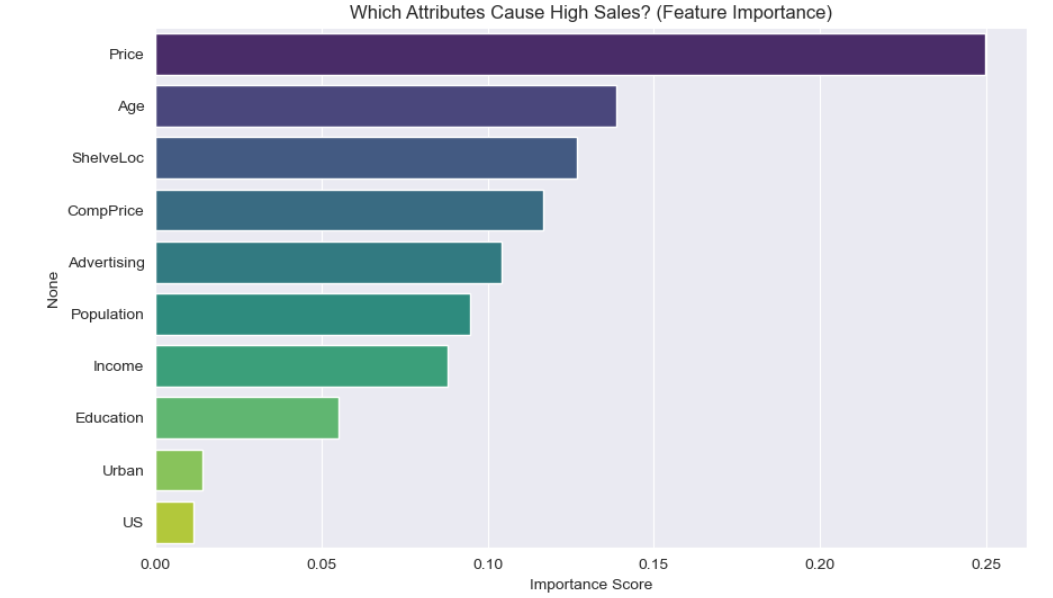 Which Attributes Cause High Sales? (Feature Importance)
Price
Age
ShelveLoc
CompPrice
Advertising
None
Population
Income
Education
Urban
US
0.00 0.05 0.10 0.15 0.20 0.25
Importance Score